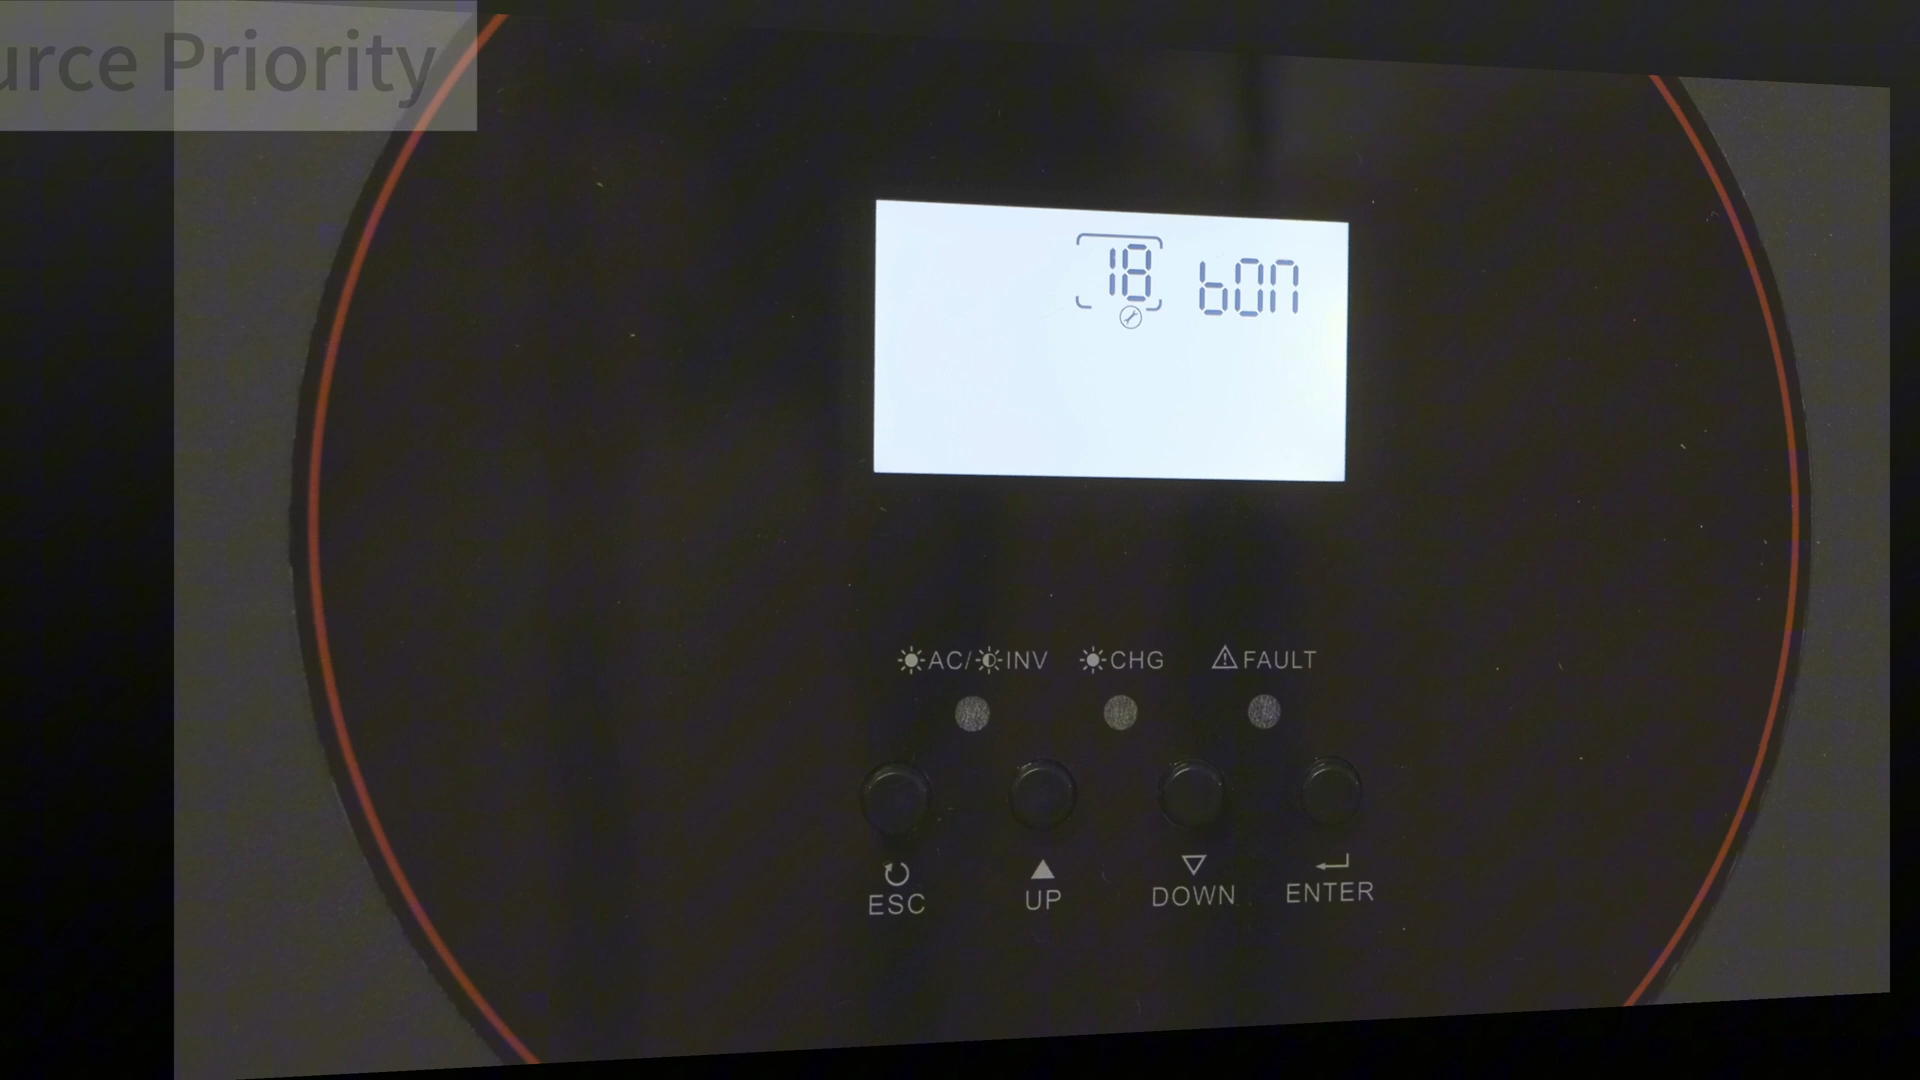 urce Priority
18 bON
AC/ INV CHG FAULT
ESC UP DOWN ENTER